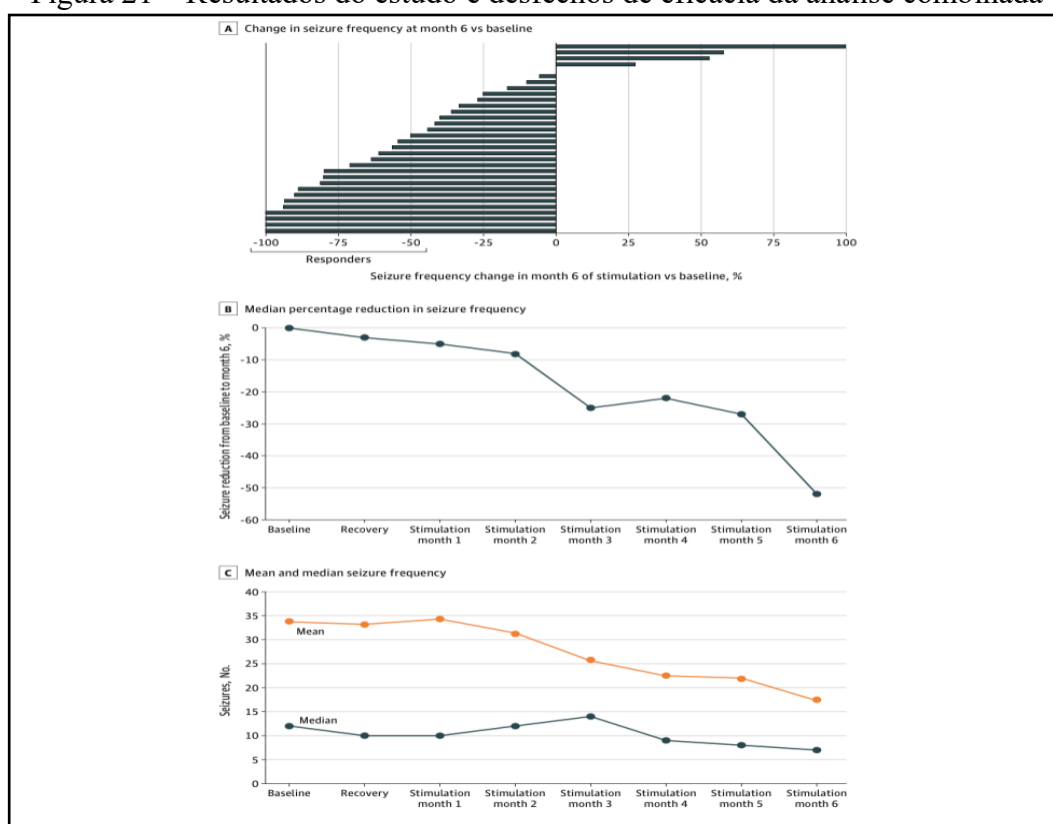 Figura 21 – Resultados do estudo e desfechos de eficácia da análise combinada
A Change in seizure frequency at month 6 vs baseline
-100 -75 -50 -25 0 25 50 75 100
Responders
Seizure frequency change in month 6 of stimulation vs baseline, %
B Median percentage reduction in seizure frequency
Seizure reduction from baseline to month 6, %
0
-10
-20
-30
-40
-50
-60
Baseline Recovery Stimulation month 1 Stimulation month 2 Stimulation month 3 Stimulation month 4 Stimulation month 5 Stimulation month 6
C Mean and median seizure frequency
Seizures, No.
40
35
30
25
20
15
10
5
0
Mean
Median
Baseline Recovery Stimulation month 1 Stimulation month 2 Stimulation month 3 Stimulation month 4 Stimulation month 5 Stimulation month 6